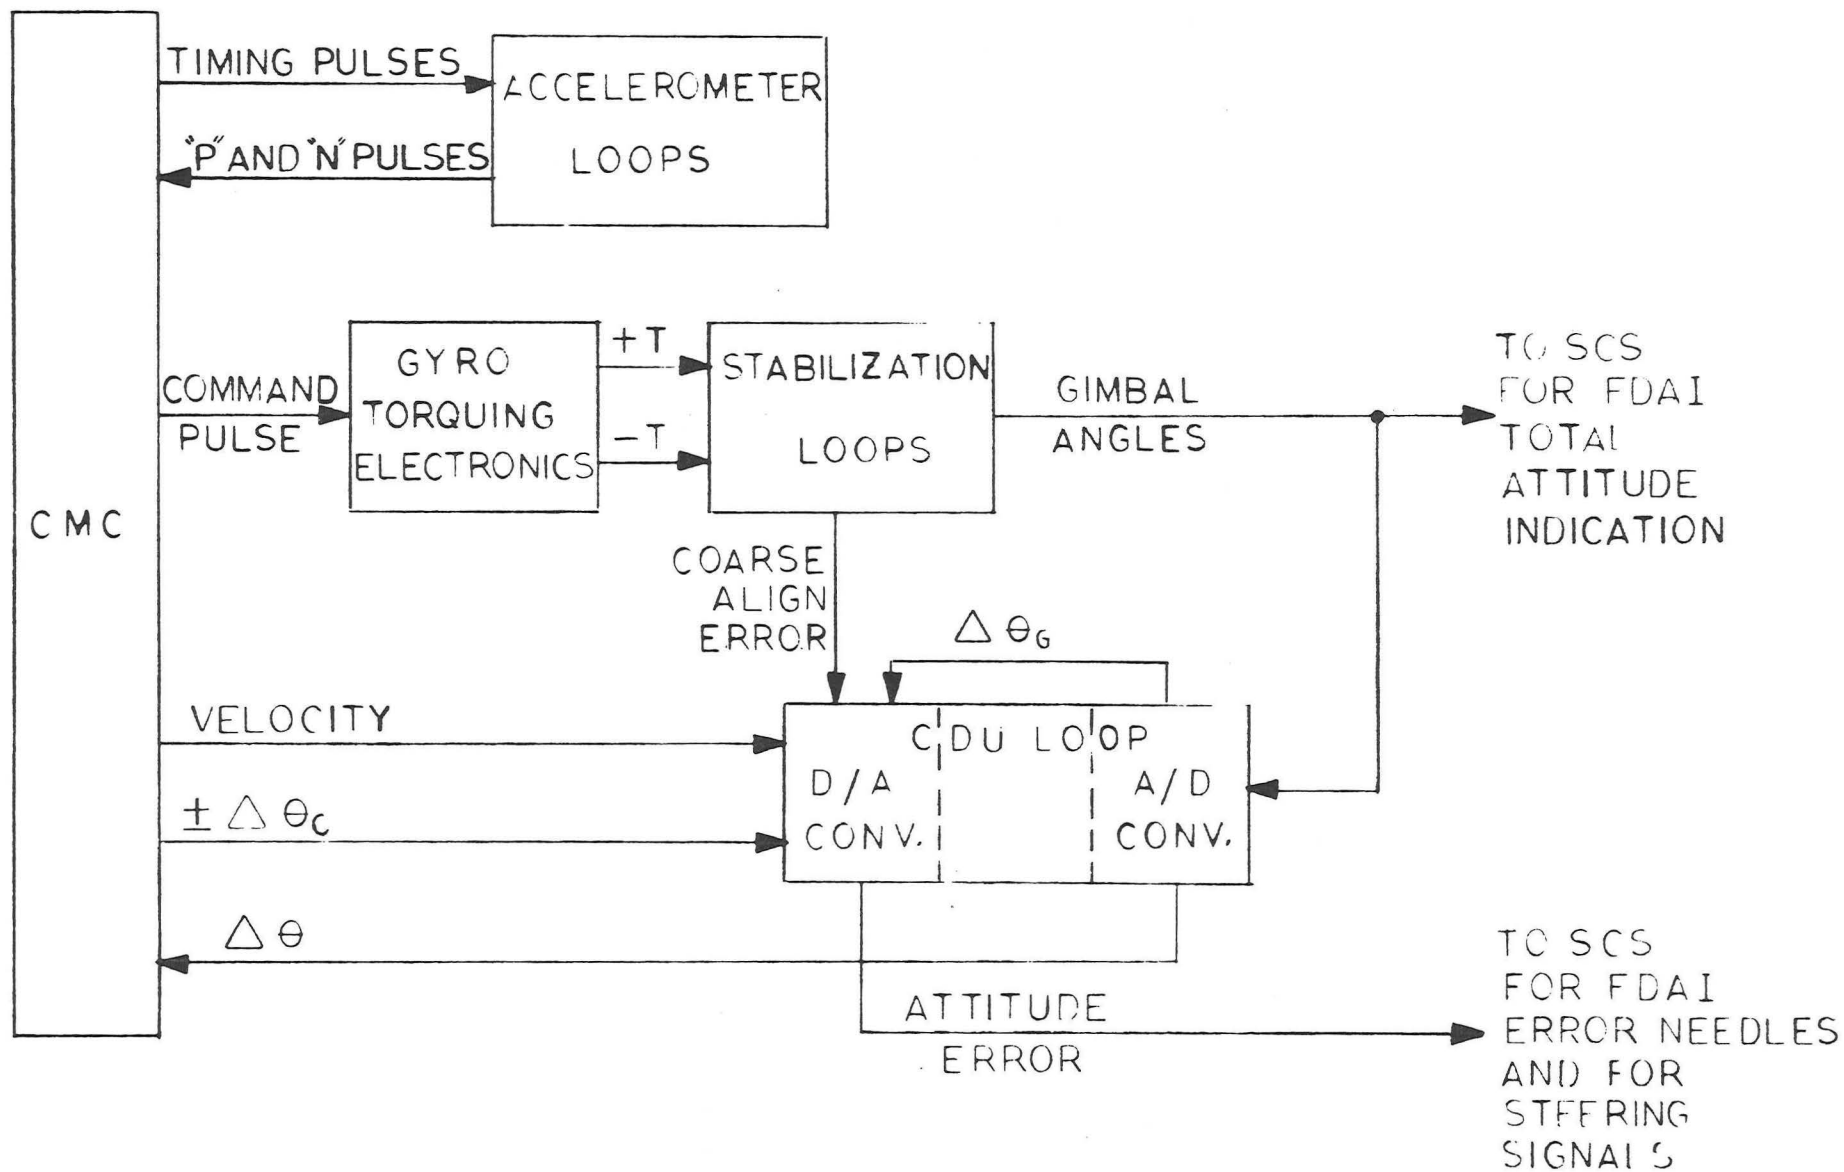 TIMING PULSES
"P" AND "N" PULSES
ACCELEROMETER
LOOPS
CMC
COMMAND
PULSE
GYRO
TORQUING
ELECTRONICS
+T
-T
STABILIZATION
LOOPS
GIMBAL
ANGLES
TO SCS
FOR FDAI
TOTAL
ATTITUDE
INDICATION
COARSE
ALIGN
ERROR
Δ θG
VELOCITY
± Δ θC
CDU LOOP
D/A
CONV.
A/D
CONV.
Δ θ
ATTITUDE
ERROR
TO SCS
FOR FDAI
ERROR NEEDLES
AND FOR
STEERING
SIGNALS